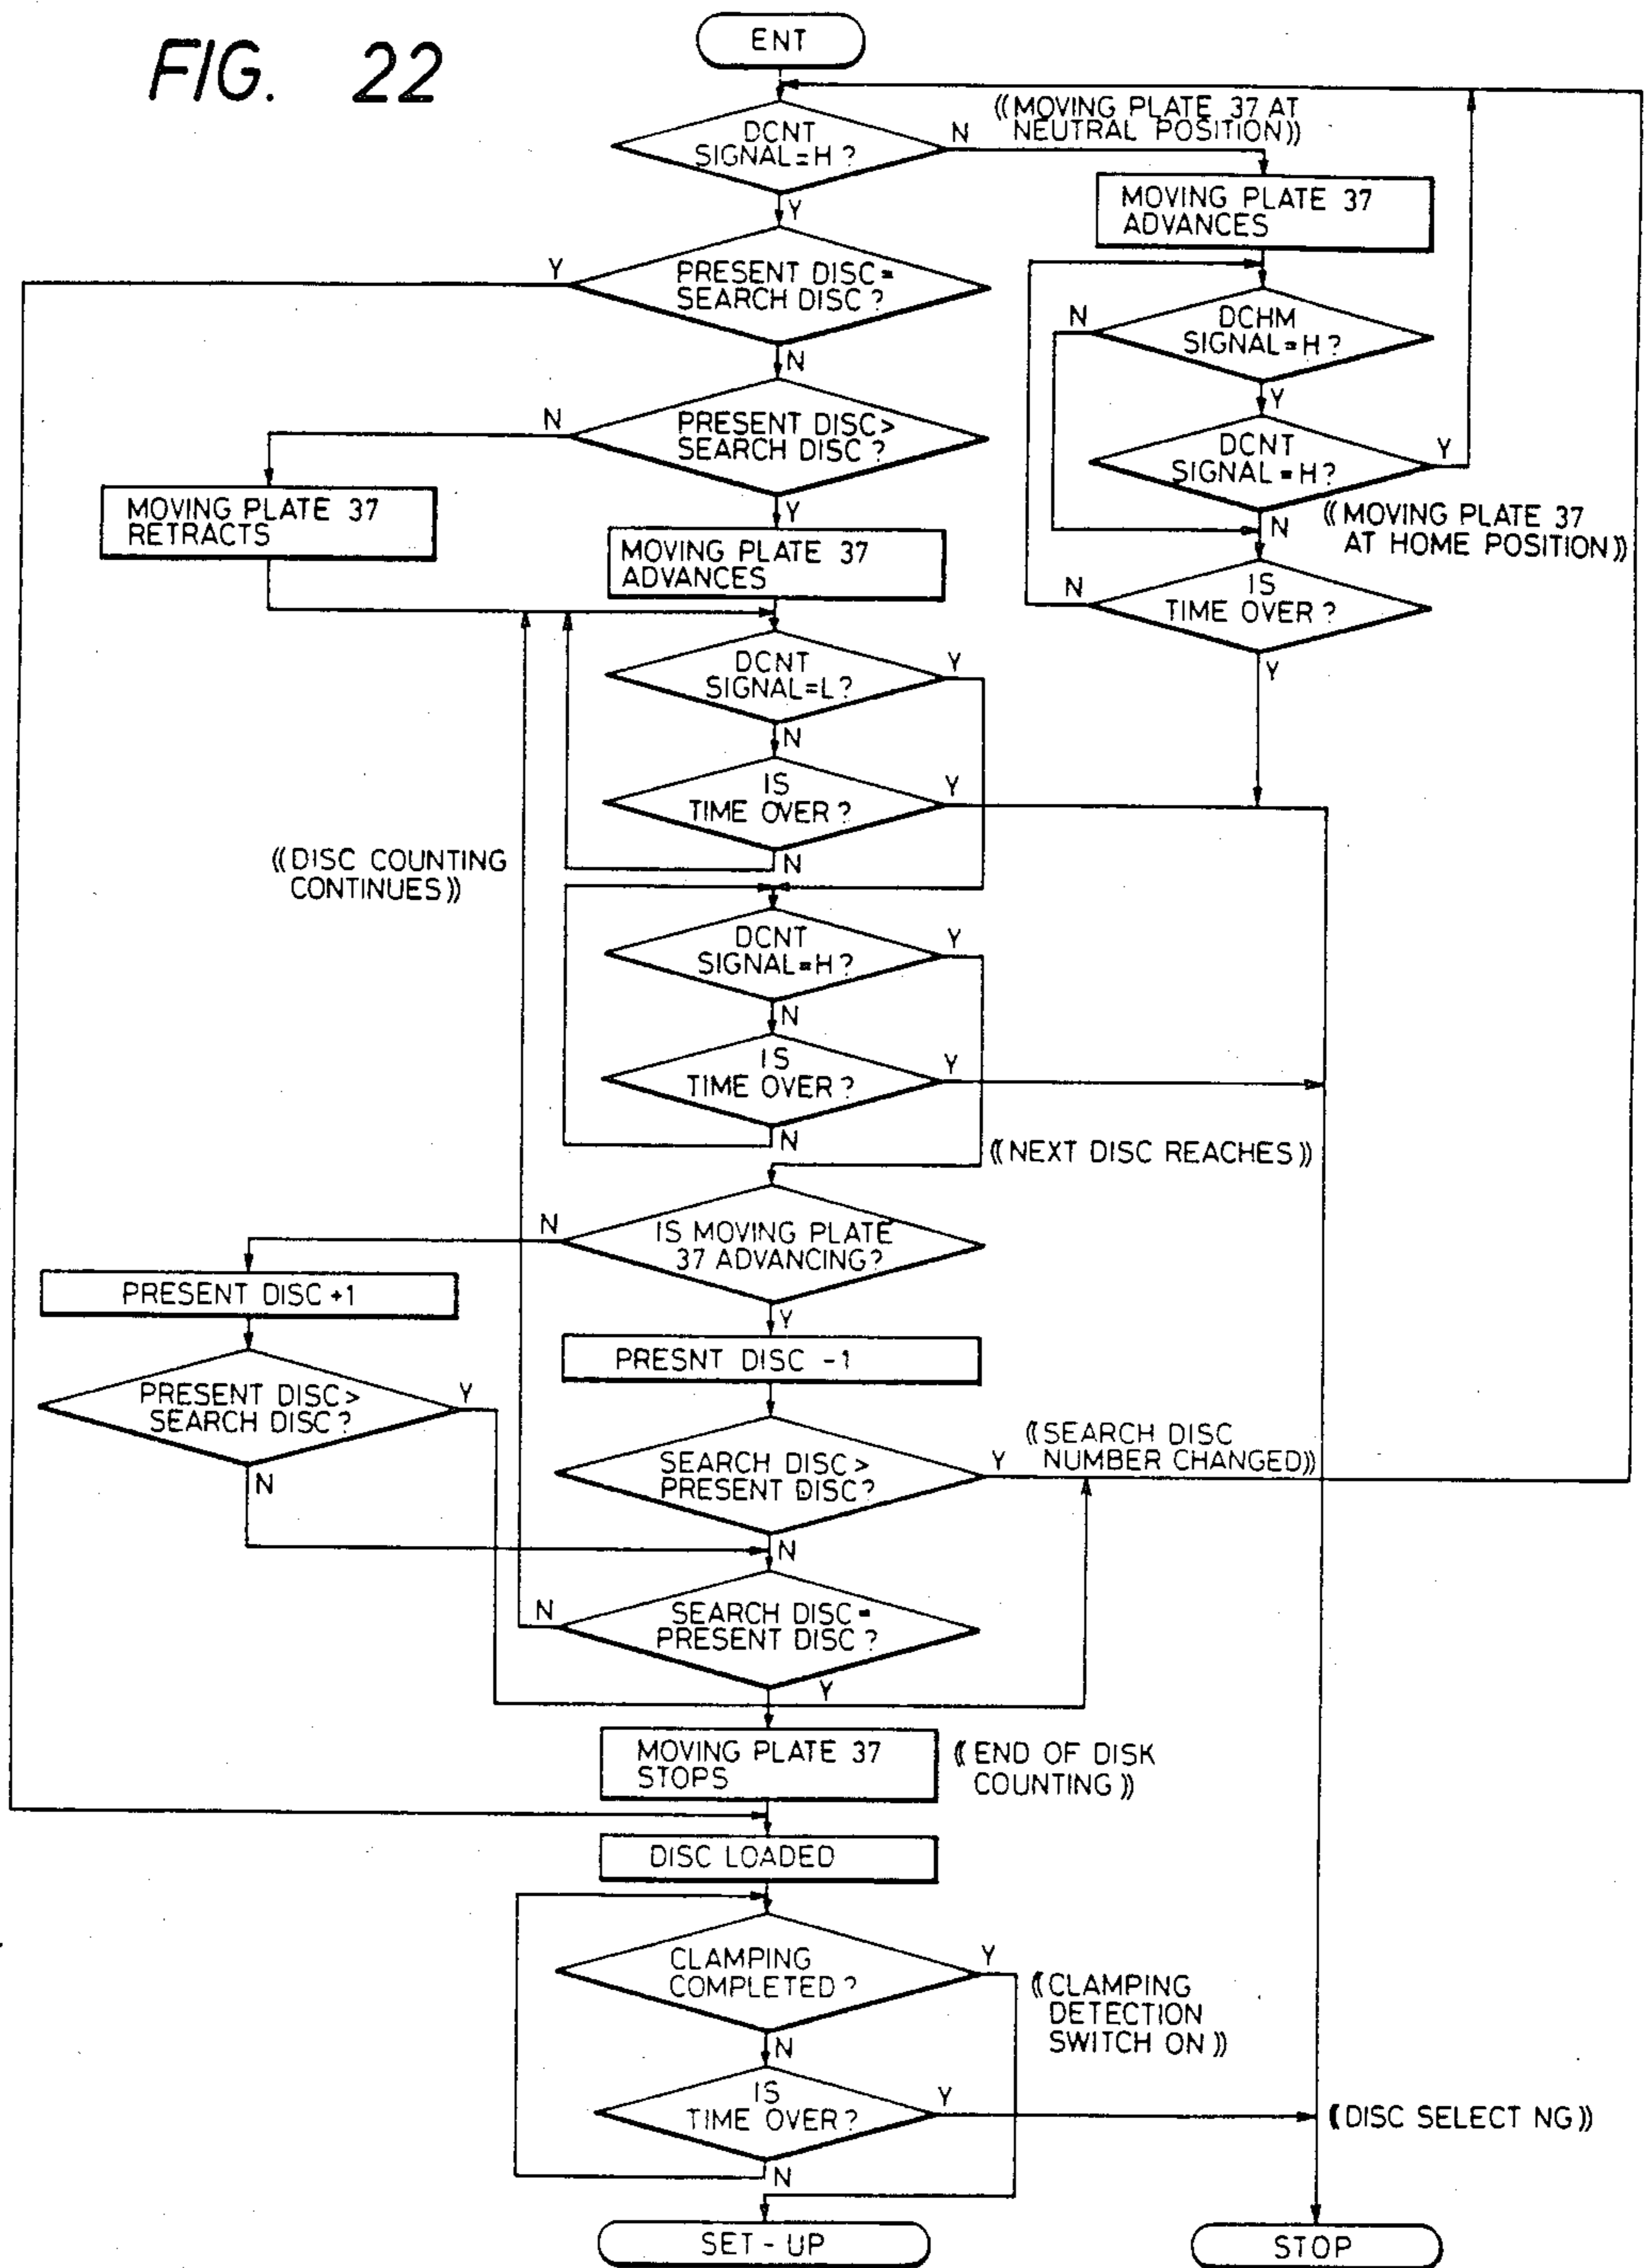 FIG. 22
ENT
DCNT
SIGNAL=H?
N
((MOVING PLATE 37 AT
NEUTRAL POSITION))
Y
MOVING PLATE 37
ADVANCES
Y
PRESENT DISC=
SEARCH DISC?
N
N
DCHM
SIGNAL=H?
Y
N
PRESENT DISC>
SEARCH DISC?
Y
DCNT
SIGNAL=H?
Y
N
((MOVING PLATE 37
AT HOME POSITION))
MOVING PLATE 37
RETRACTS
MOVING PLATE 37
ADVANCES
N
IS
TIME OVER?
Y
DCNT
SIGNAL=L?
Y
N
IS
TIME OVER?
Y
N
((DISC COUNTING
CONTINUES))
DCNT
SIGNAL=H?
Y
N
IS
TIME OVER?
Y
N
((NEXT DISC REACHES))
N
IS MOVING PLATE
37 ADVANCING?
Y
PRESENT DISC+1
PRESNT DISC -1
PRESENT DISC>
SEARCH DISC?
Y
N
SEARCH DISC>
PRESENT DISC?
Y
((SEARCH DISC
NUMBER CHANGED))
N
N
SEARCH DISC=
PRESENT DISC?
Y
MOVING PLATE 37
STOPS
((END OF DISK
COUNTING))
DISC LOADED
CLAMPING
COMPLETED?
Y
((CLAMPING
DETECTION
SWITCH ON))
N
IS
TIME OVER?
Y
((DISC SELECT NG))
N
SET-UP
STOP